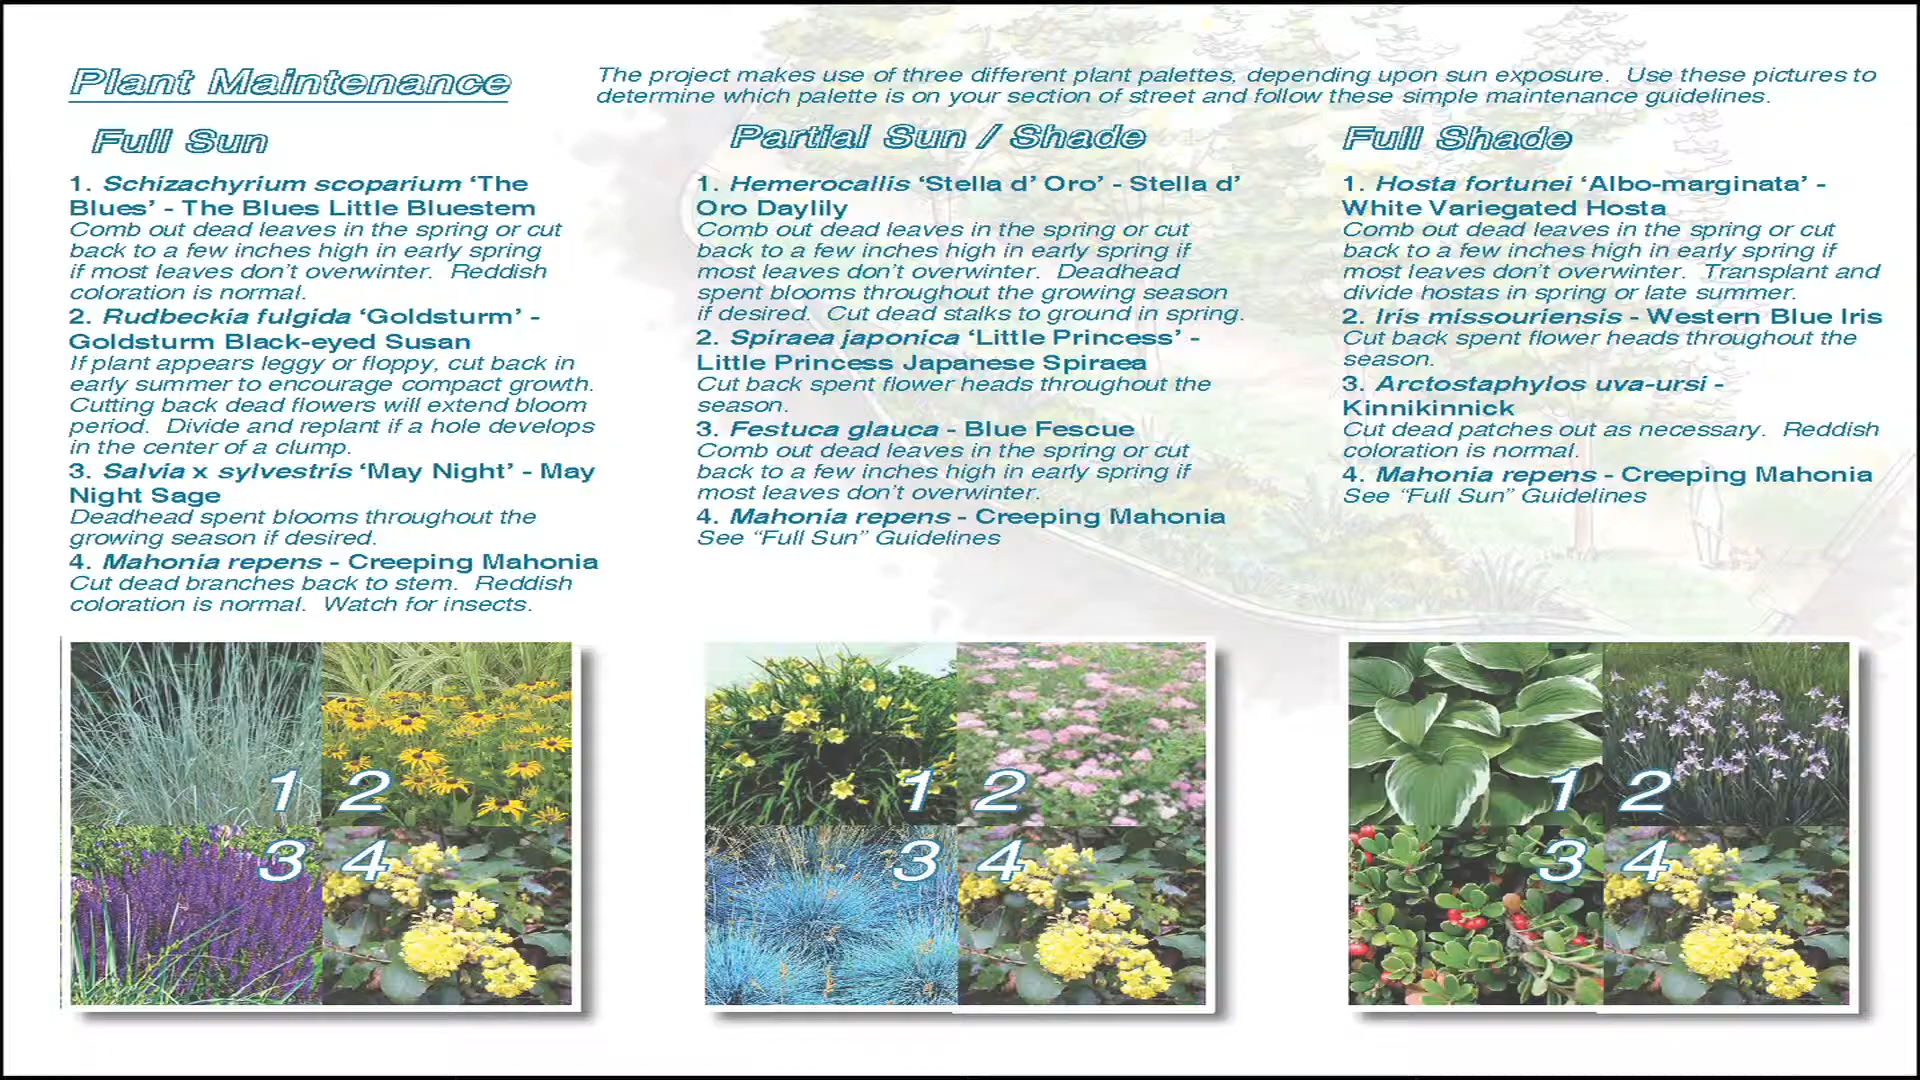 Plant Maintenance
The project makes use of three different plant palettes, depending upon sun exposure.  Use these pictures to
determine which palette is on your section of street and follow these simple maintenance guidelines.
Full Sun
1. Schizachyrium scoparium ‘The
Blues’ - The Blues Little Bluestem
Comb out dead leaves in the spring or cut
back to a few inches high in early spring
if most leaves don’t overwinter.  Reddish
coloration is normal.
2. Rudbeckia fulgida ‘Goldsturm’ -
Goldsturm Black-eyed Susan
If plant appears leggy or floppy, cut back in
early summer to encourage compact growth.
Cutting back dead flowers will extend bloom
period.  Divide and replant if a hole develops
in the center of a clump.
3. Salvia x sylvestris ‘May Night’ - May
Night Sage
Deadhead spent blooms throughout the
growing season if desired.
4. Mahonia repens - Creeping Mahonia
Cut dead branches back to stem.  Reddish
coloration is normal.  Watch for insects.
1 2
3 4
Partial Sun / Shade
1. Hemerocallis ‘Stella d’ Oro’ - Stella d’
Oro Daylily
Comb out dead leaves in the spring or cut
back to a few inches high in early spring if
most leaves don’t overwinter.  Deadhead
spent blooms throughout the growing season
if desired.  Cut dead stalks to ground in spring.
2. Spiraea japonica ‘Little Princess’ -
Little Princess Japanese Spiraea
Cut back spent flower heads throughout the
season.
3. Festuca glauca - Blue Fescue
Comb out dead leaves in the spring or cut
back to a few inches high in early spring if
most leaves don’t overwinter.
4. Mahonia repens - Creeping Mahonia
See “Full Sun” Guidelines
1 2
3 4
Full Shade
1. Hosta fortunei ‘Albo-marginata’ -
White Variegated Hosta
Comb out dead leaves in the spring or cut
back to a few inches high in early spring if
most leaves don’t overwinter.  Transplant and
divide hostas in spring or late summer.
2. Iris missouriensis - Western Blue Iris
Cut back spent flower heads throughout the
season.
3. Arctostaphylos uva-ursi -
Kinnikinnick
Cut dead patches out as necessary.  Reddish
coloration is normal.
4. Mahonia repens - Creeping Mahonia
See “Full Sun” Guidelines
1 2
3 4